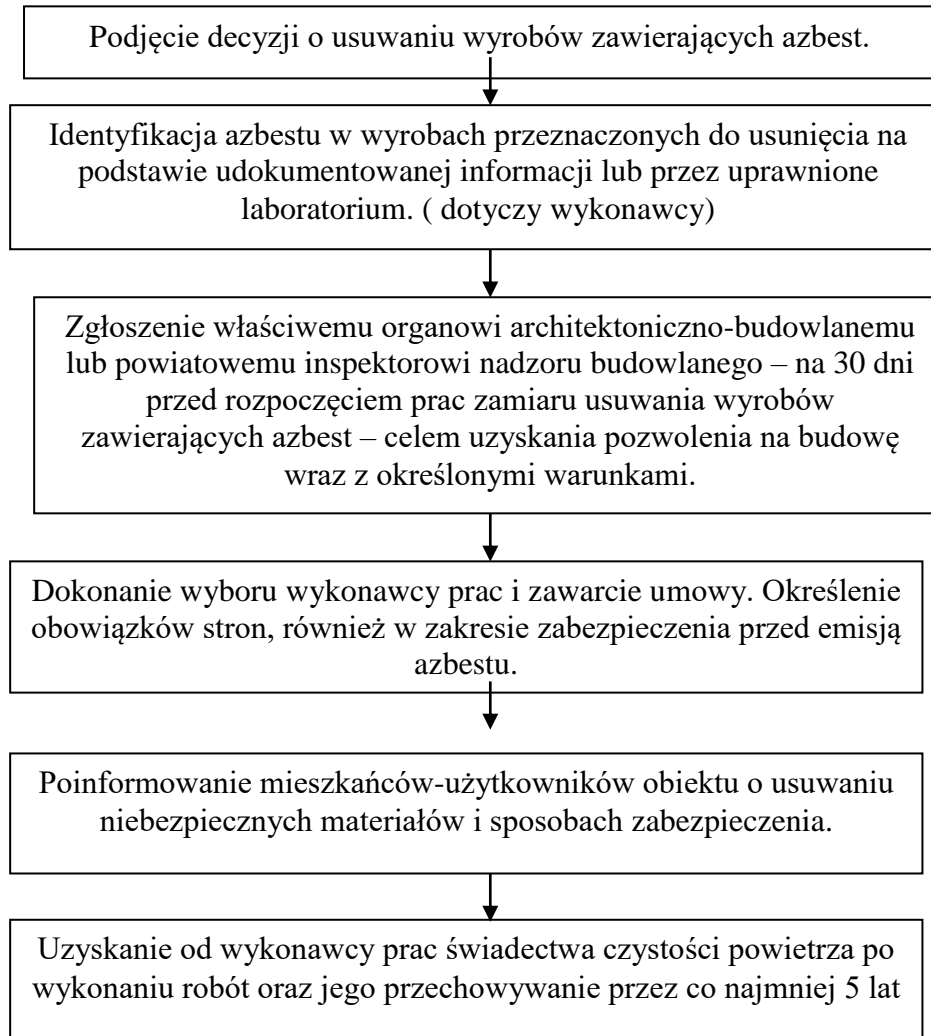 Podjęcie decyzji o usuwaniu wyrobów zawierających azbest.
Identyfikacja azbestu w wyrobach przeznaczonych do usunięcia na
podstawie udokumentowanej informacji lub przez uprawnione
laboratorium. ( dotyczy wykonawcy)
Zgłoszenie właściwemu organowi architektoniczno-budowlanemu
lub powiatowemu inspektorowi nadzoru budowlanego – na 30 dni
przed rozpoczęciem prac zamiaru usuwania wyrobów
zawierających azbest – celem uzyskania pozwolenia na budowę
wraz z określonymi warunkami.
Dokonanie wyboru wykonawcy prac i zawarcie umowy. Określenie
obowiązków stron, również w zakresie zabezpieczenia przed emisją
azbestu.
Poinformowanie mieszkańców-użytkowników obiektu o usuwaniu
niebezpiecznych materiałów i sposobach zabezpieczenia.
Uzyskanie od wykonawcy prac świadectwa czystości powietrza po
wykonaniu robót oraz jego przechowywanie przez co najmniej 5 lat